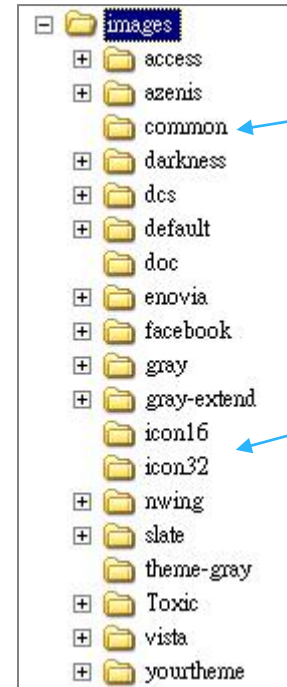 images
access
azenis
common
darkness
dcs
default
doc
enovia
facebook
gray
gray-extend
icon16
icon32
nwing
slate
theme-gray
Toxic
vista
yourtheme